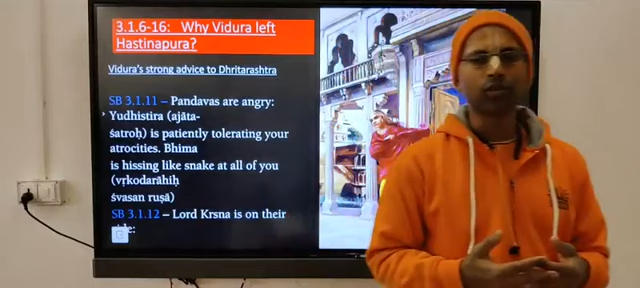 3.1.6-16: Why Vidura left
Hastinapura?
Vidura's strong advice to Dhritarashtra
SB 3.1.11 – Pandavas are angry:
Yudhistira (ajāta-
śatroḥ) is patiently tolerating your
atrocities. Bhima
is hissing like snake at all of you
(vṛkodarāhiḥ
śvasan ruṣā)
SB 3.1.12 – Lord Krsna is on their